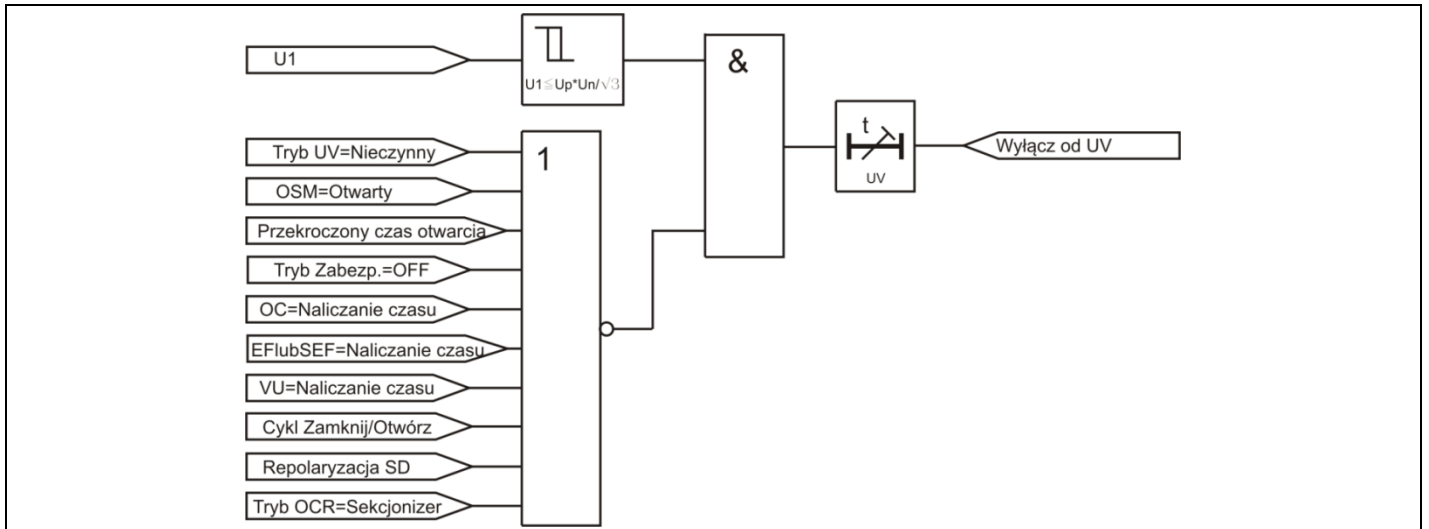 U1
U1≦Up*Un/√3
&
t
UV
Wyłącz od UV
1
Tryb UV=Nieczynny
OSM=Otwarty
Przekroczony czas otwarcia
Tryb Zabezp.=OFF
OC=Naliczanie czasu
EFlubSEF=Naliczanie czasu
VU=Naliczanie czasu
Cykl Zamknij/Otwórz
Repolaryzacja SD
Tryb OCR=Sekcjonizer